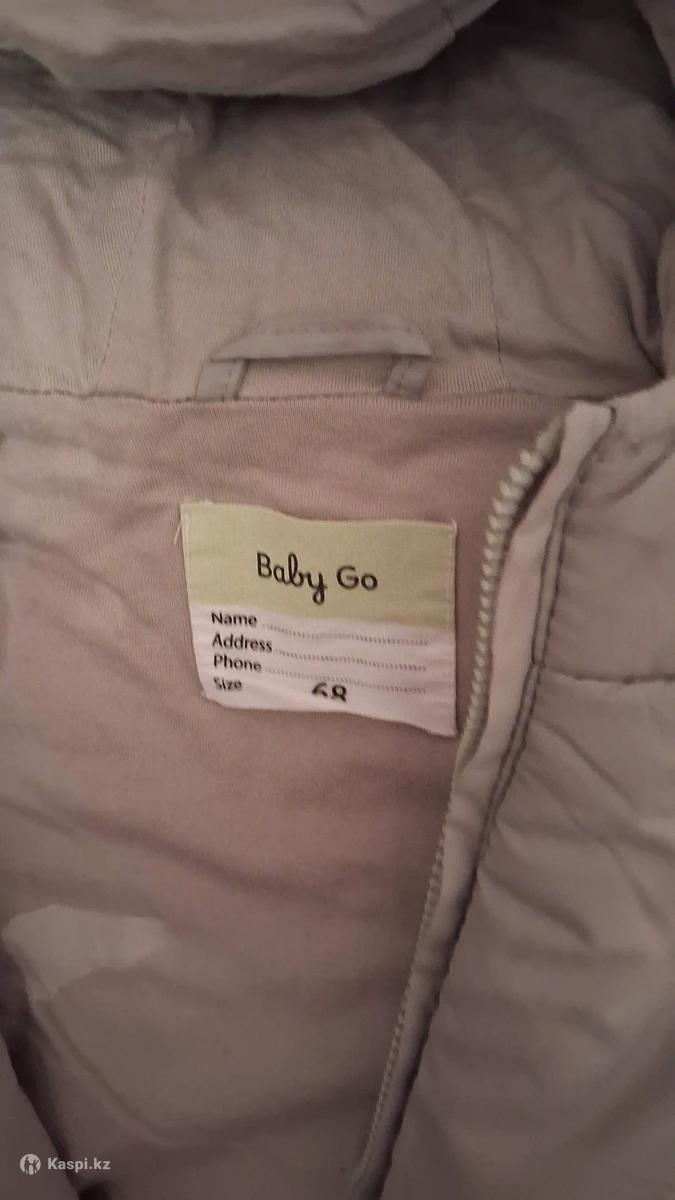 Baby Go
Name
Address
Phone
Size 68
Kaspi.kz